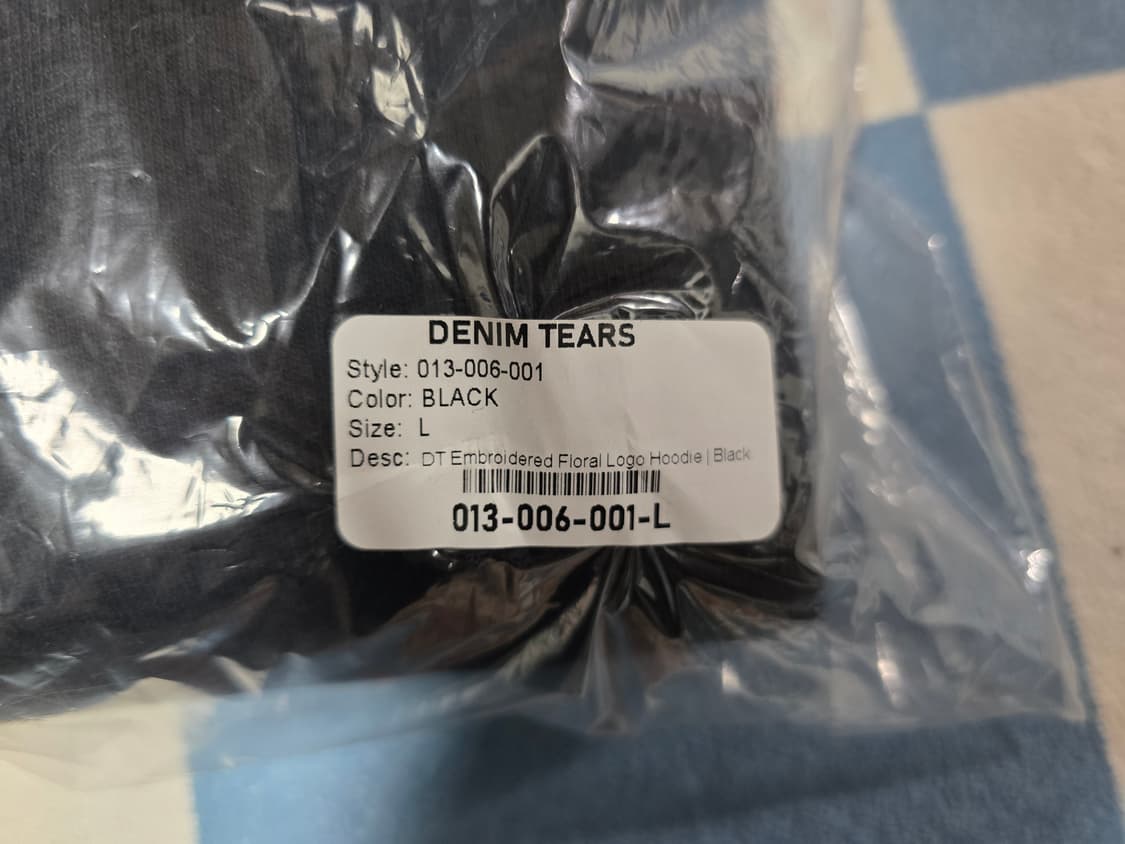 DENIM TEARS
Style: 013-006-001
Color: BLACK
Size: L
Desc: DT Embroidered Floral Logo Hoodie | Black
013-006-001-L